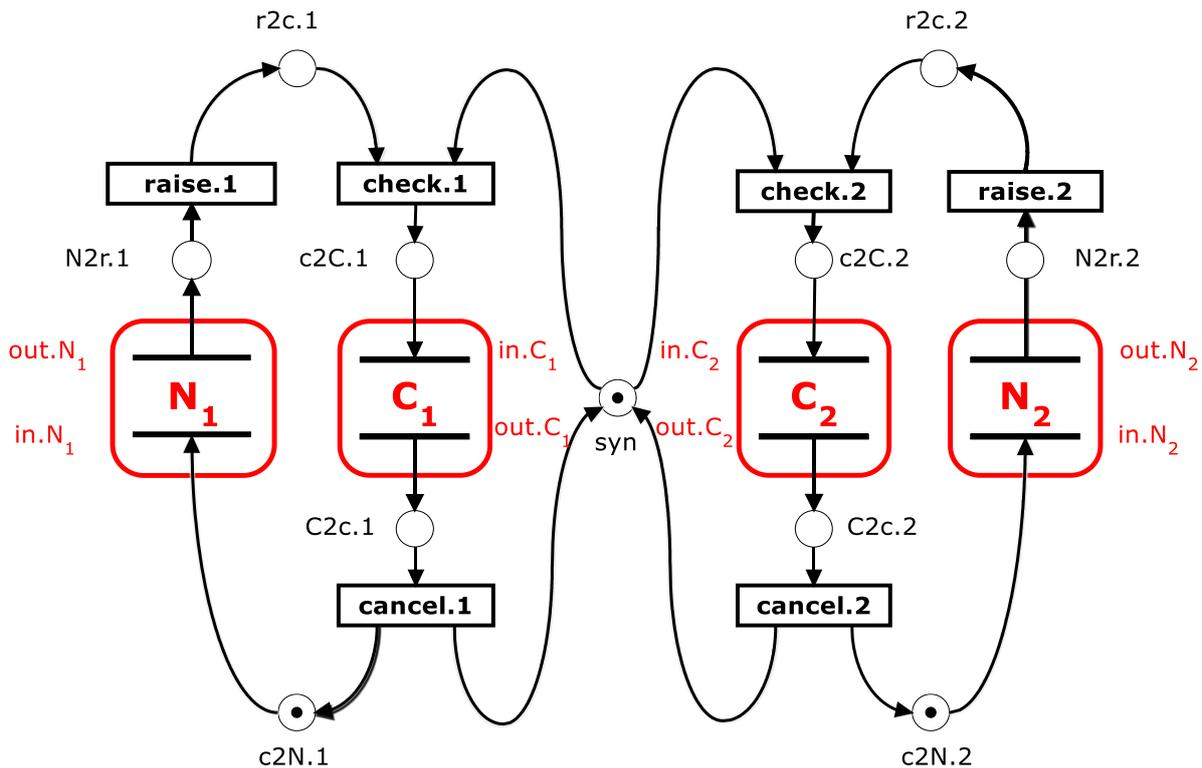 r2c.1
r2c.2
raise.1
check.1
check.2
raise.2
N2r.1
c2C.1
c2C.2
N2r.2
out.N1
in.C1
in.C2
out.N2
N1
C1
C2
N2
in.N1
out.C1
syn
out.C2
in.N2
C2c.1
C2c.2
cancel.1
cancel.2
c2N.1
c2N.2